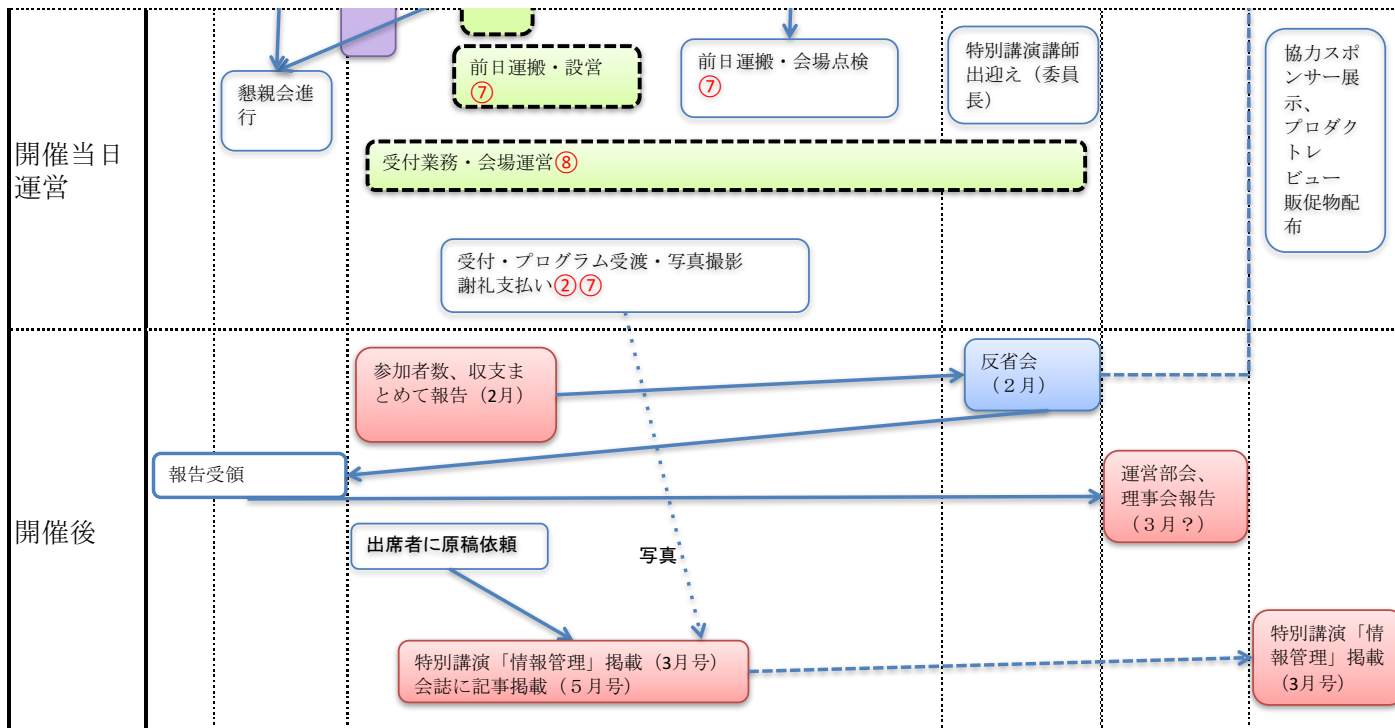 開催当日
運営
懇親会進
行
前日運搬・設営
⑦
前日運搬・会場点検
⑦
特別講演講師
出迎え（委員
長）
協力スポ
ンサー展
示、
プロダク
トレ
ビュー
販促物配
布
受付業務・会場運営⑧
受付・プログラム受渡・写真撮影
謝礼支払い②⑦
開催後
参加者数、収支ま
とめて報告（2月）
反省会
（２月）
報告受領
運営部会、
理事会報告
（３月？）
出席者に原稿依頼
写真
特別講演「情報管理」掲載（3月号）
会誌に記事掲載（５月号）
特別講演「情
報管理」掲載
（3月号）